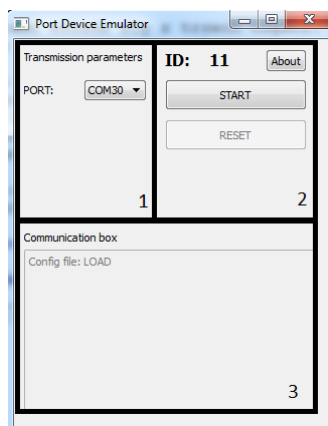 Port Device Emulator
Transmission parameters
PORT: COM30
1
ID: 11 About
START
RESET
2
Communication box
Config file: LOAD
3